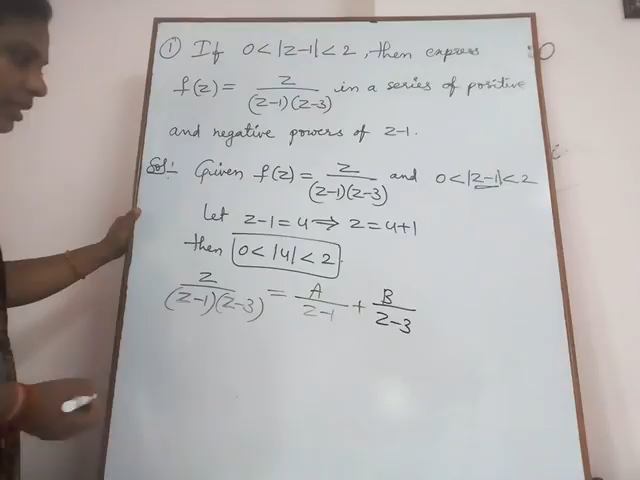 ① If 0<|z-1|<2, then express
f(z) = z/((z-1)(z-3)) in a series of positive
and negative powers of z-1.
Sol:- Given f(z) = z/((z-1)(z-3)) and 0<|z-1|<2
Let z-1=u ⇒ z=u+1
then 0<|u|<2
z/((z-1)(z-3)) = A/(z-1) + B/(z-3)